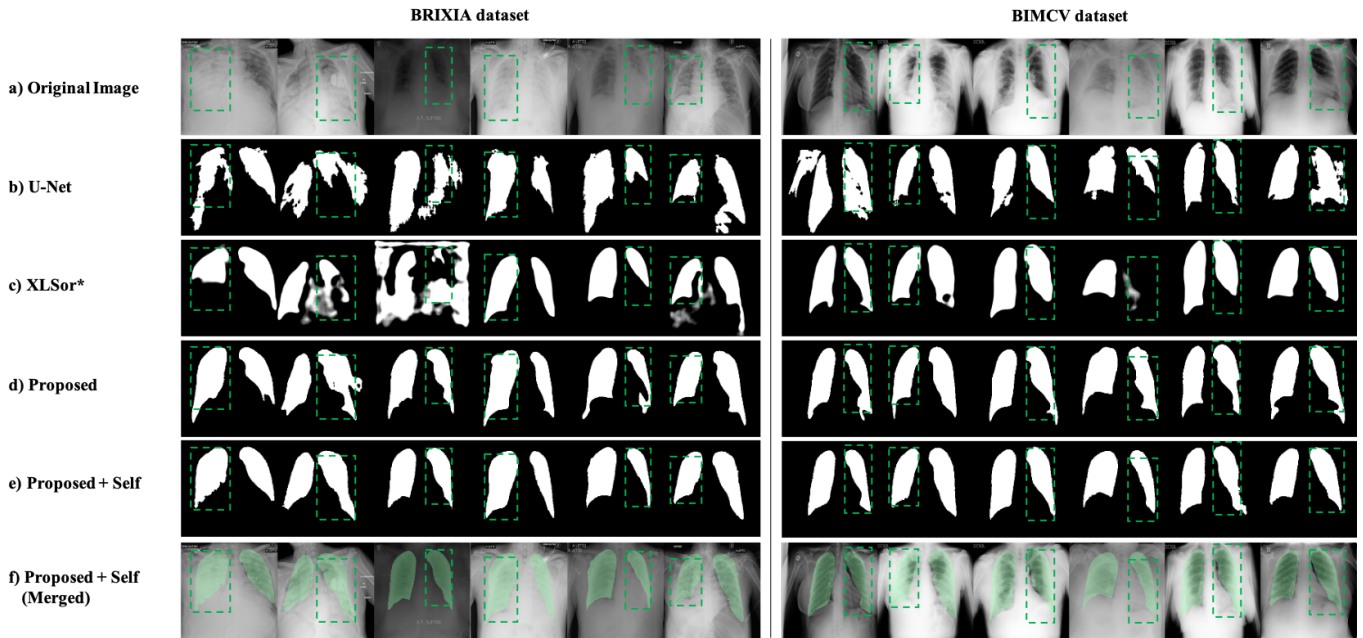 BRIXIA dataset
BIMCV dataset
a) Original Image
b) U-Net
c) XLSor*
d) Proposed
e) Proposed + Self
f) Proposed + Self
(Merged)